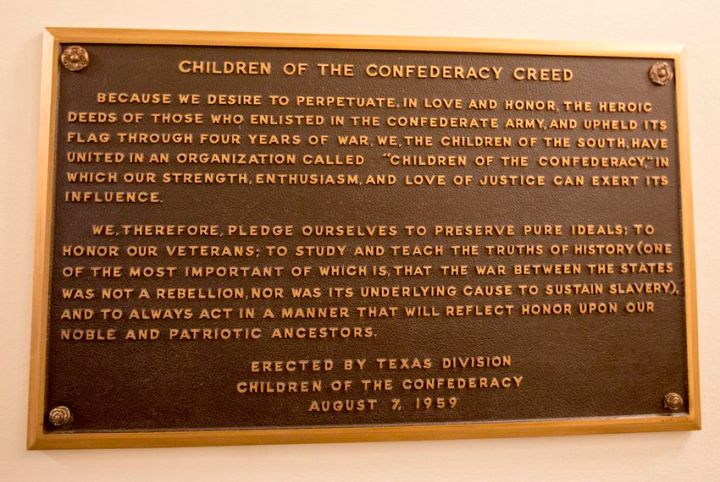 CHILDREN OF THE CONFEDERACY CREED
BECAUSE WE DESIRE TO PERPETUATE, IN LOVE AND HONOR, THE HEROIC
DEEDS OF THOSE WHO ENLISTED IN THE CONFEDERATE ARMY, AND UPHELD ITS
FLAG THROUGH FOUR YEARS OF WAR, WE, THE CHILDREN OF THE SOUTH, HAVE
UNITED IN AN ORGANIZATION CALLED "CHILDREN OF THE CONFEDERACY," IN
WHICH OUR STRENGTH, ENTHUSIASM, AND LOVE OF JUSTICE CAN EXERT ITS
INFLUENCE.
WE, THEREFORE, PLEDGE OURSELVES TO PRESERVE PURE IDEALS; TO
HONOR OUR VETERANS; TO STUDY AND TEACH THE TRUTHS OF HISTORY (ONE
OF THE MOST IMPORTANT OF WHICH IS, THAT THE WAR BETWEEN THE STATES
WAS NOT A REBELLION, NOR WAS ITS UNDERLYING CAUSE TO SUSTAIN SLAVERY),
AND TO ALWAYS ACT IN A MANNER THAT WILL REFLECT HONOR UPON OUR
NOBLE AND PATRIOTIC ANCESTORS.
ERECTED BY TEXAS DIVISION
CHILDREN OF THE CONFEDERACY
AUGUST 7, 1959